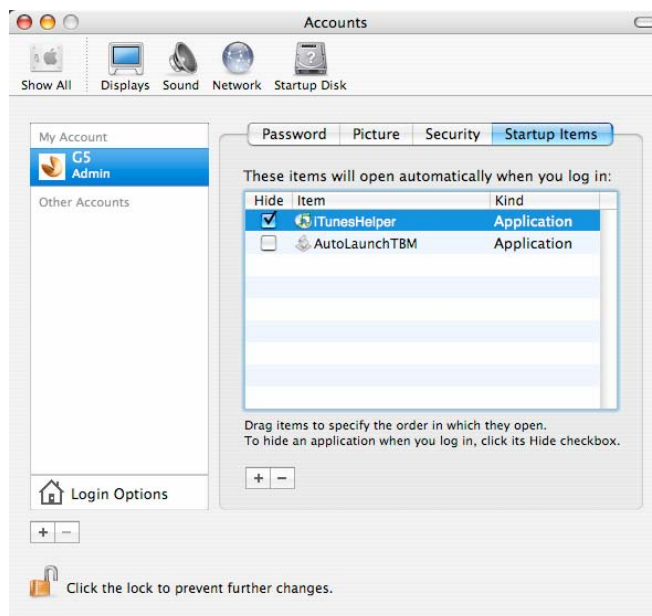 Accounts
Show All Displays Sound Network Startup Disk
My Account
G5
Admin
Other Accounts
Login Options
Password Picture Security Startup Items
These items will open automatically when you log in:
Hide Item Kind
iTunesHelper Application
AutoLaunchTBM Application
Drag items to specify the order in which they open.
To hide an application when you log in, click its Hide checkbox.
Click the lock to prevent further changes.